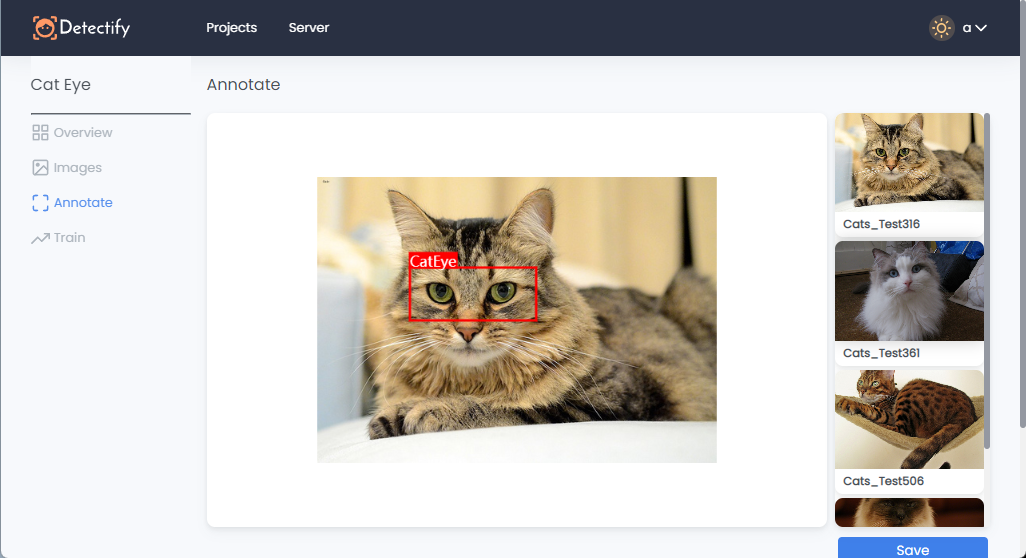 Detectify
Projects
Server
a
Cat Eye
Overview
Images
Annotate
Train
Annotate
CatEye
Cats_Test316
Cats_Test361
Cats_Test506
Save